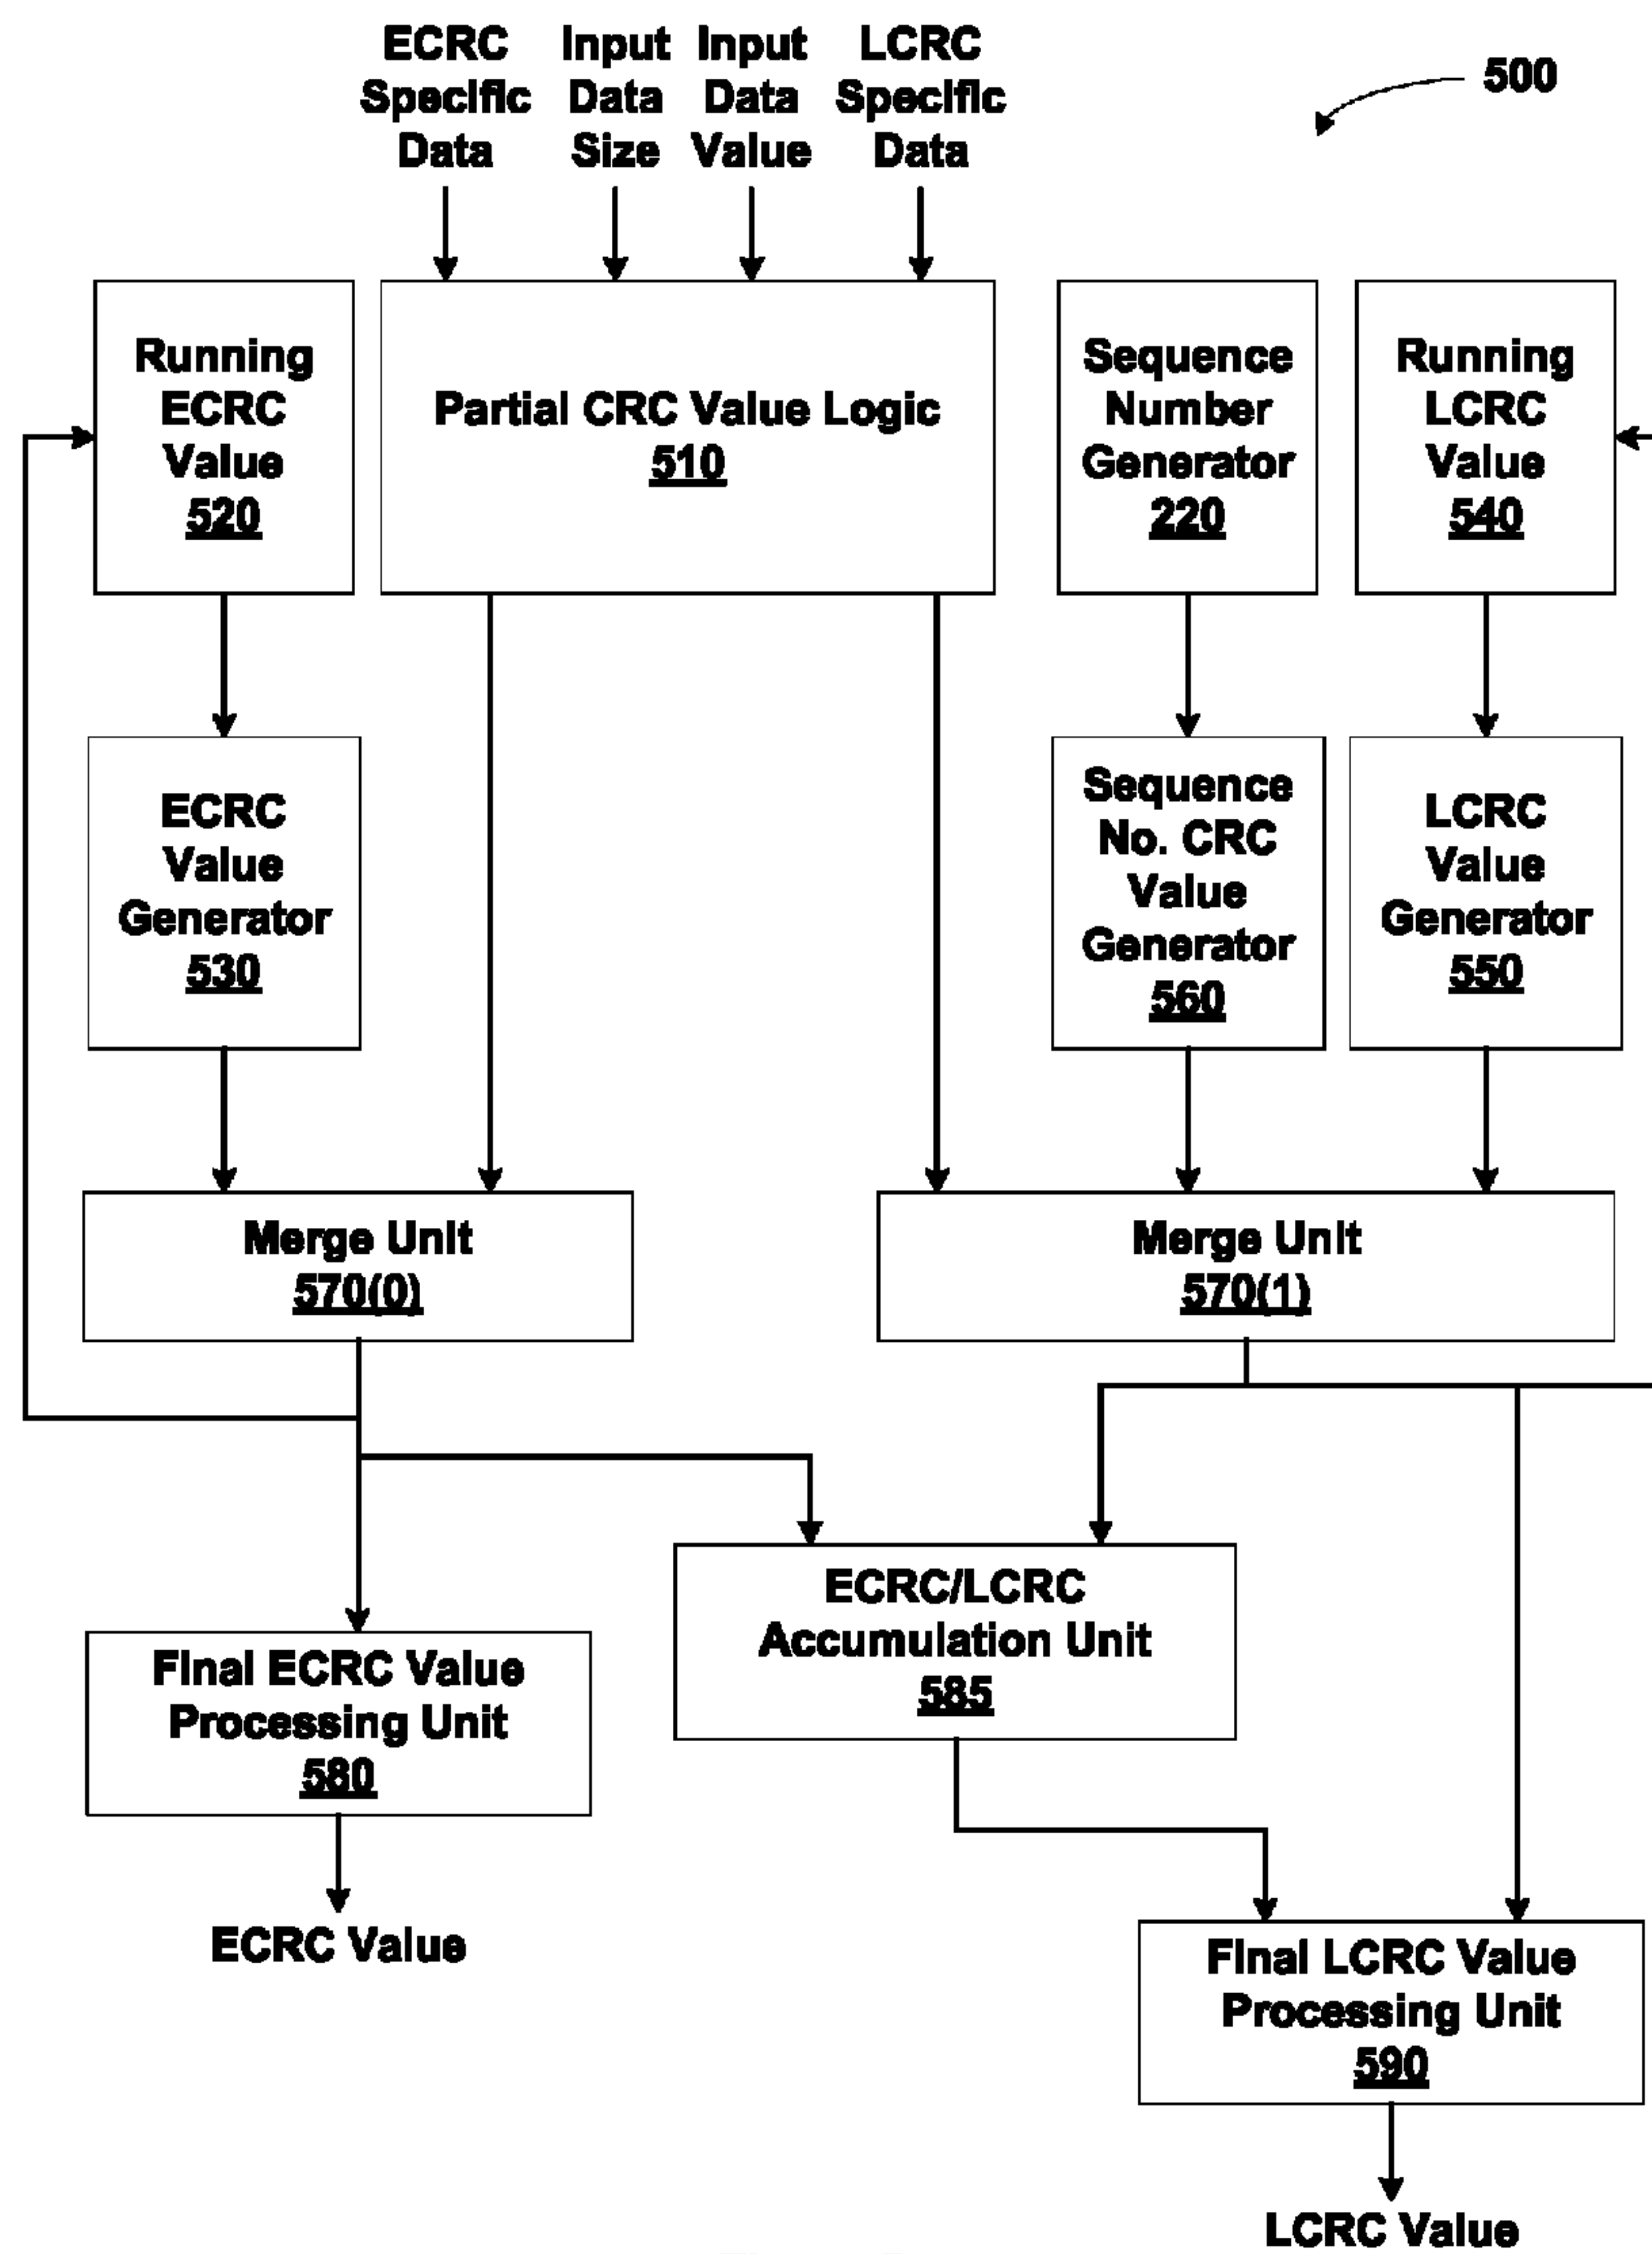 ECRC
Specific
Data
Input
Data
Size
Input
Data
Value
LCRC
Specific
Data
500
Running
ECRC
Value
520
Partial CRC Value Logic
510
Sequence
Number
Generator
220
Running
LCRC
Value
540
ECRC
Value
Generator
530
Sequence
No. CRC
Value
Generator
560
LCRC
Value
Generator
550
Merge Unit
570(0)
Merge Unit
570(1)
ECRC/LCRC
Accumulation Unit
585
Final ECRC Value
Processing Unit
580
ECRC Value
Final LCRC Value
Processing Unit
590
LCRC Value